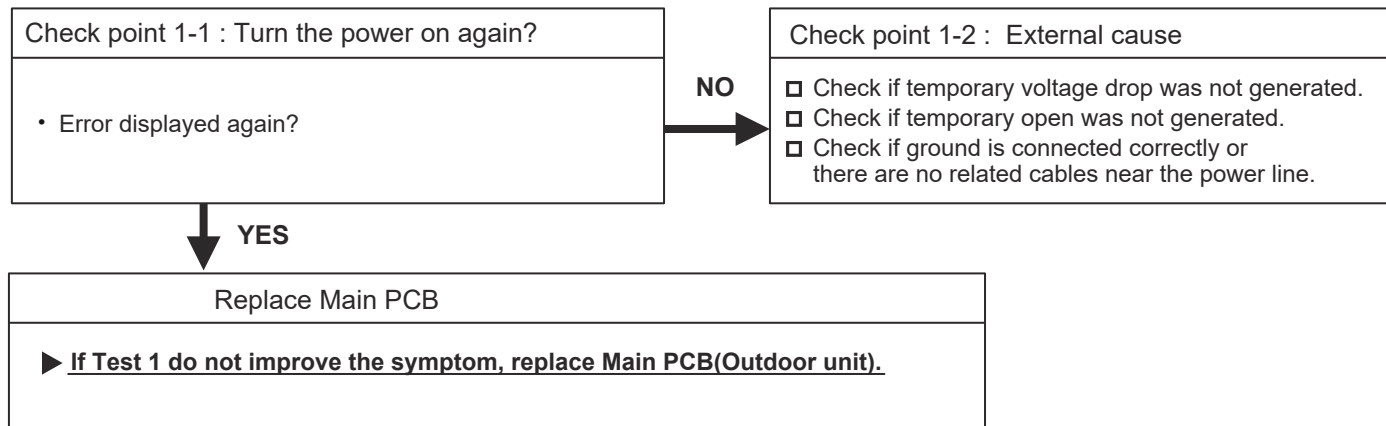 Check point 1-1 : Turn the power on again?
• Error displayed again?
NO
Check point 1-2 :  External cause
□ Check if temporary voltage drop was not generated.
□ Check if temporary open was not generated.
□ Check if ground is connected correctly or
there are no related cables near the power line.
YES
Replace Main PCB
▶ If Test 1 do not improve the symptom, replace Main PCB(Outdoor unit).